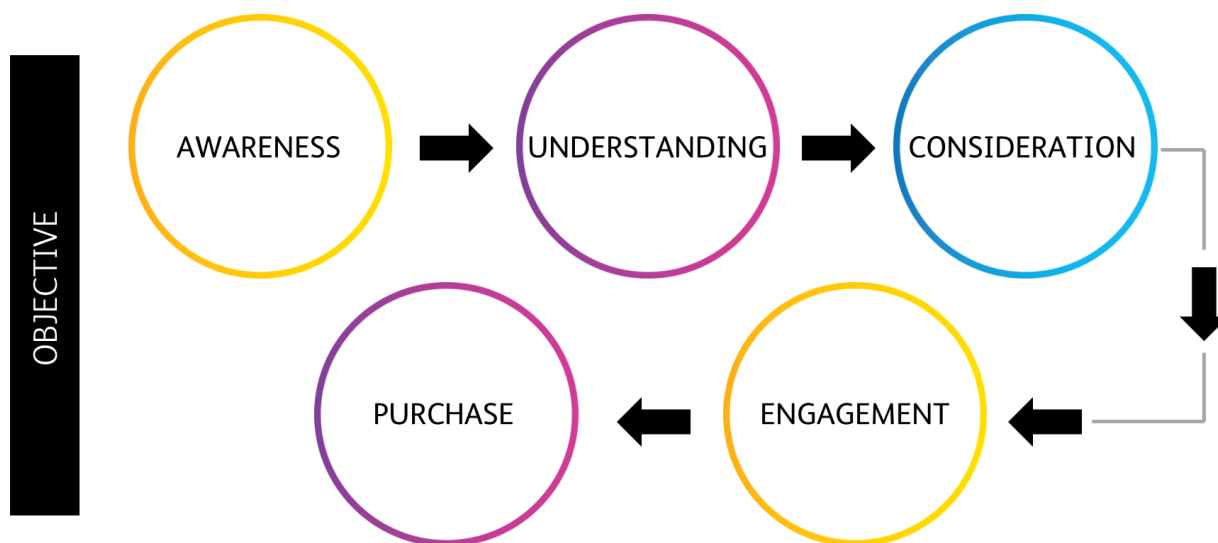 OBJECTIVE
AWARENESS
UNDERSTANDING
CONSIDERATION
ENGAGEMENT
PURCHASE